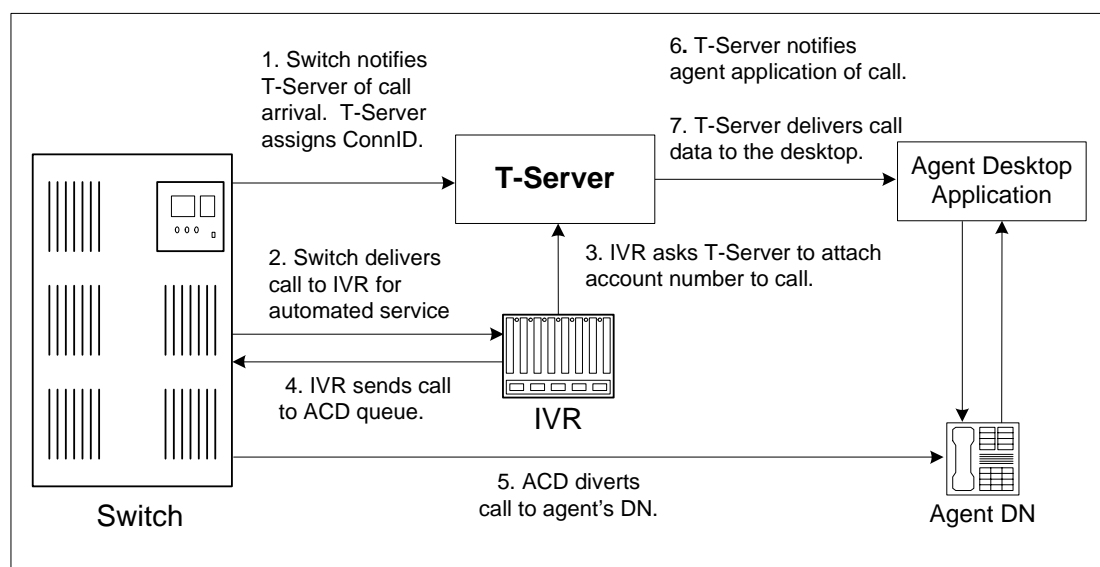 1. Switch notifies
T-Server of call
arrival. T-Server
assigns ConnID.
6. T-Server notifies
agent application of call.
7. T-Server delivers call
data to the desktop.
T-Server
Agent Desktop
Application
2. Switch delivers
call to IVR for
automated service
3. IVR asks T-Server to attach
account number to call.
4. IVR sends call
to ACD queue.
IVR
5. ACD diverts
call to agent's DN.
Switch
Agent DN